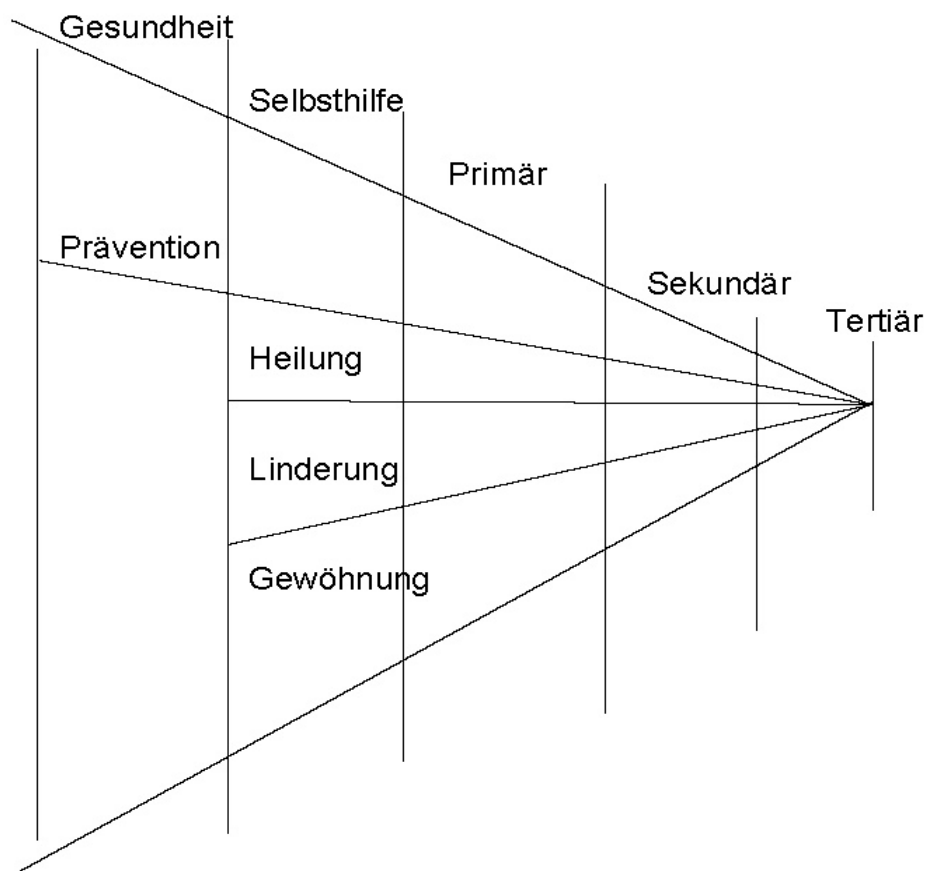 Gesundheit
Selbsthilfe
Primär
Prävention
Sekundär
Tertiär
Heilung
Linderung
Gewöhnung